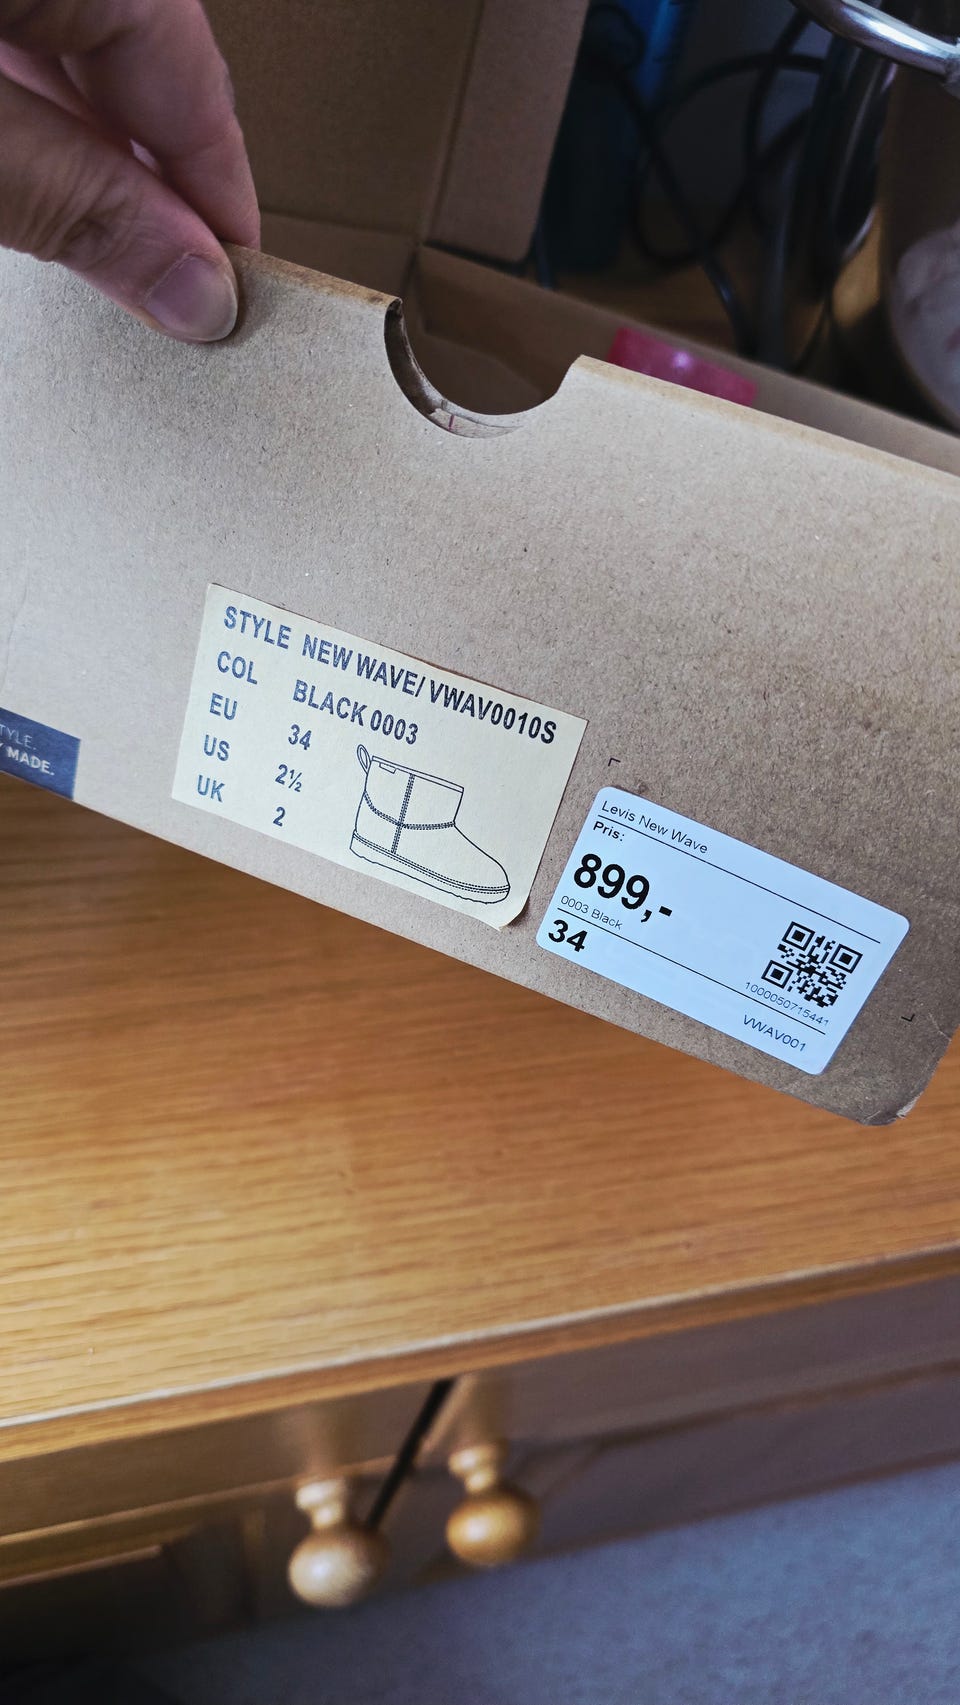 STYLE NEW WAVE/ VWAV0010S
COL BLACK 0003
EU 34
US 2½
UK 2
TYLE.
MADE.
Levis New Wave
Pris:
899,-
0003 Black
34
1000050715441
VWAV001